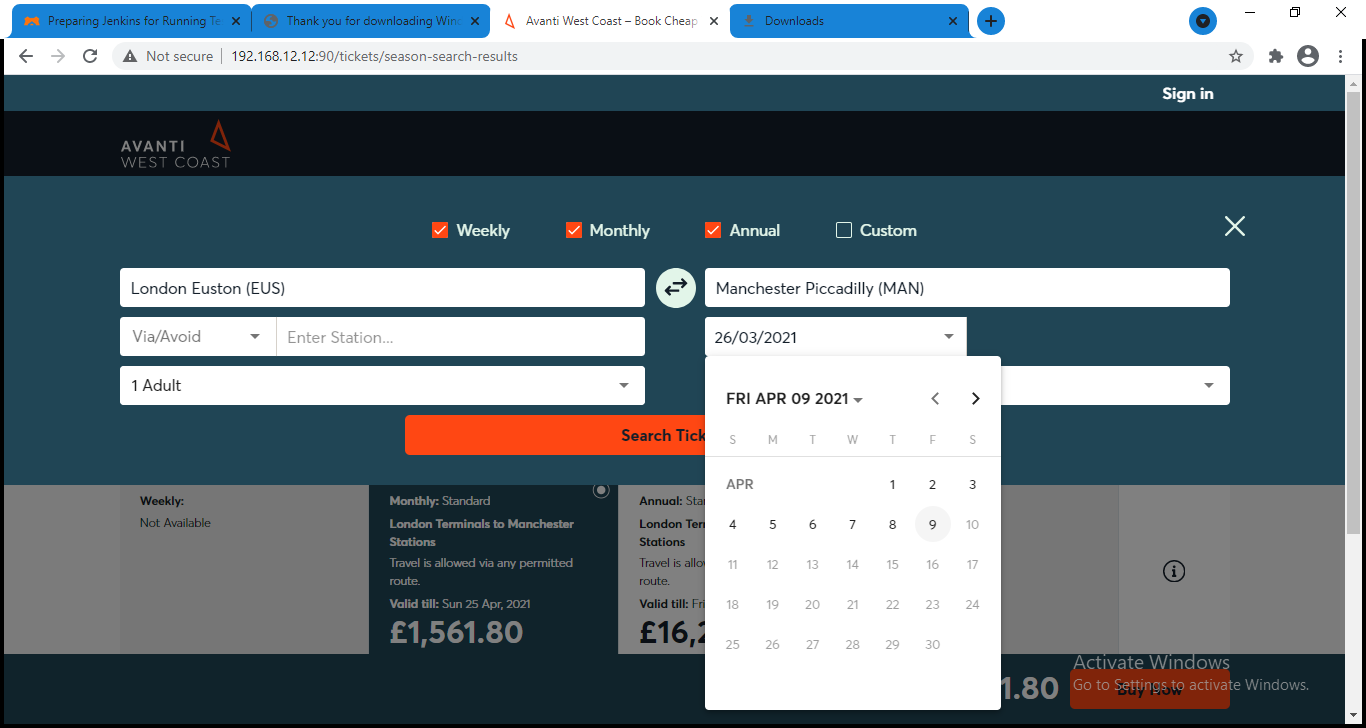 Preparing Jenkins for Running Te
Thank you for downloading Wind
Avanti West Coast – Book Cheap
Downloads
Not secure
192.168.12.12:90/tickets/season-search-results
Sign in
AVANTI
WEST COAST
Weekly
Monthly
Annual
Custom
London Euston (EUS)
Manchester Piccadilly (MAN)
Via/Avoid
Enter Station...
26/03/2021
1 Adult
Search Tick
FRI APR 09 2021
S M T W T F S
APR 1 2 3
4 5 6 7 8 9 10
11 12 13 14 15 16 17
18 19 20 21 22 23 24
25 26 27 28 29 30
Weekly:
Not Available
Monthly: Standard
London Terminals to Manchester
Stations
Travel is allowed via any permitted
route.
Valid till: Sun 25 Apr, 2021
£1,561.80
Annual: Sta
London Ter
Stations
Travel is allo
route.
Valid till: Fri
£16,2
1.80
Buy Now
Activate Windows
Go to Settings to activate Windows.